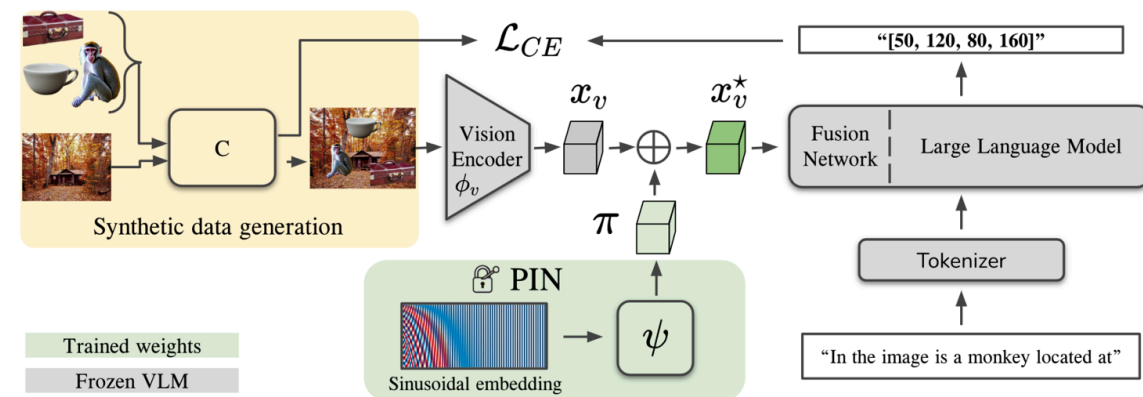 C
Synthetic data generation
ℒ_CE
Vision
Encoder
ϕ_v
x_v
x_v^⋆
π
PIN
Sinusoidal embedding
ψ
"[50, 120, 80, 160]"
Fusion
Network
Large Language Model
Tokenizer
"In the image is a monkey located at"
Trained weights
Frozen VLM